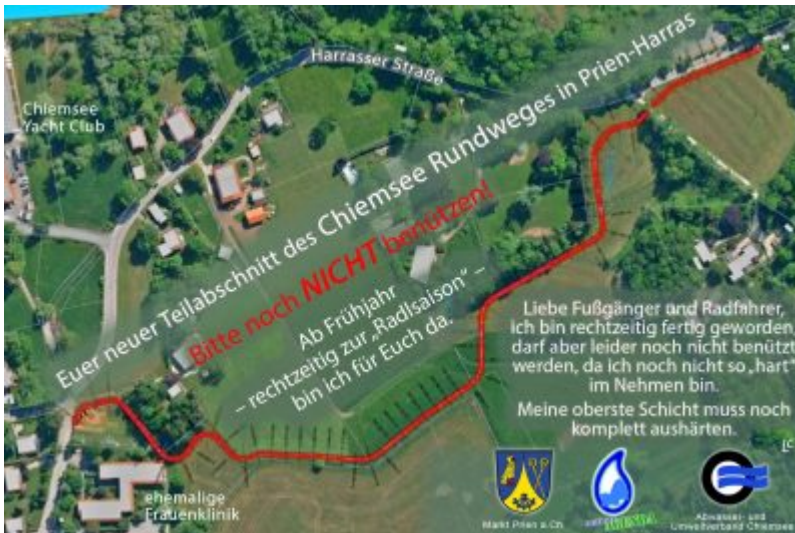 Harrasser Straße
Chiemsee
Yacht Club
Euer neuer Teilabschnitt des Chiemsee Rundweges in Prien-Harras
Bitte noch NICHT benützen!
Ab Frühjahr
– rechtzeitig zur „Radlsaison“ –
bin ich für Euch da.
Liebe Fußgänger und Radfahrer,
ich bin rechtzeitig fertig geworden,
darf aber leider noch nicht benützt
werden, da ich noch nicht so „hart“
im Nehmen bin.
Meine oberste Schicht muss noch
komplett aushärten.
ehemalige
Frauenklinik
Markt Prien a.Ch.
AGENDA
Abwasser- und
Umweltverband Chiemsee